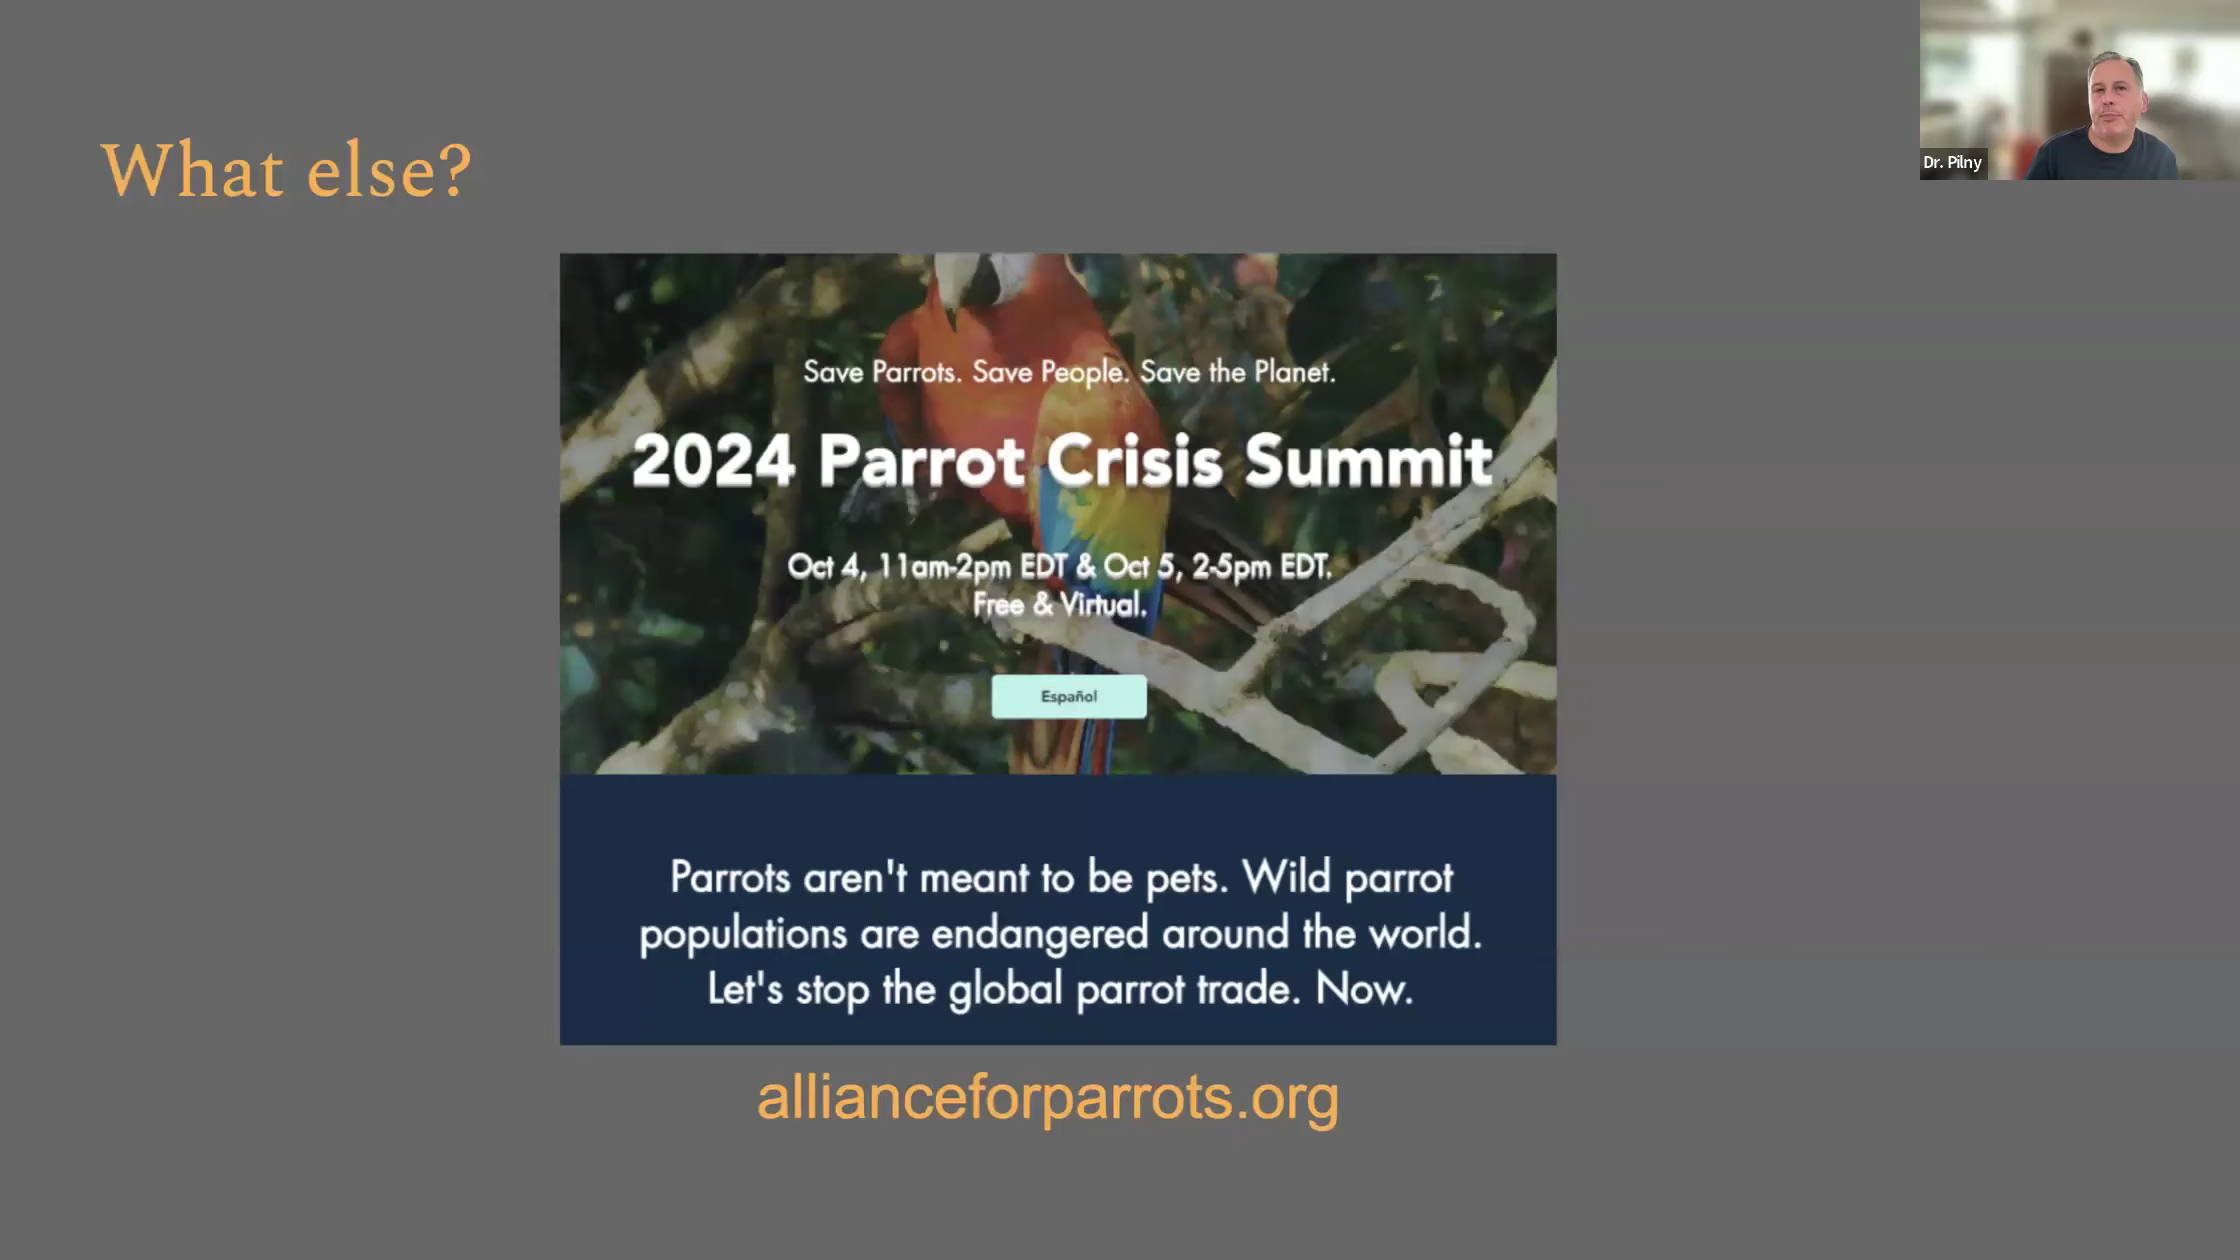 What else?
Dr. Pilny
Save Parrots. Save People. Save the Planet.
2024 Parrot Crisis Summit
Oct 4, 11am-2pm EDT & Oct 5, 2-5pm EDT.
Free & Virtual.
Español
Parrots aren't meant to be pets. Wild parrot
populations are endangered around the world.
Let's stop the global parrot trade. Now.
allianceforparrots.org